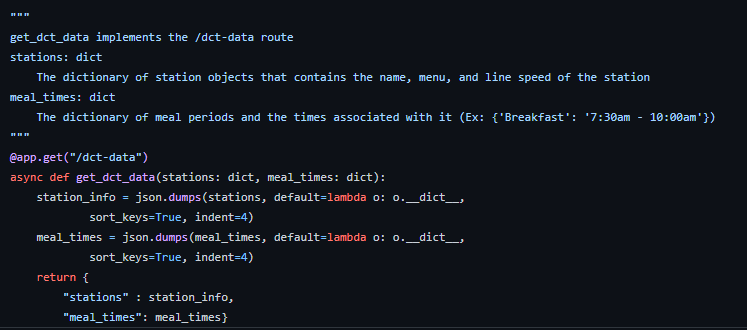 """
get_dct_data implements the /dct-data route
stations: dict
    The dictionary of station objects that contains the name, menu, and line speed of the station
meal_times: dict
    The dictionary of meal periods and the times associated with it (Ex: {'Breakfast': '7:30am - 10:00am'})
"""
@app.get("/dct-data")
async def get_dct_data(stations: dict, meal_times: dict):
    station_info = json.dumps(stations, default=lambda o: o.__dict__,
            sort_keys=True, indent=4)
    meal_times = json.dumps(meal_times, default=lambda o: o.__dict__,
            sort_keys=True, indent=4)
    return {
        "stations" : station_info,
        "meal_times": meal_times}